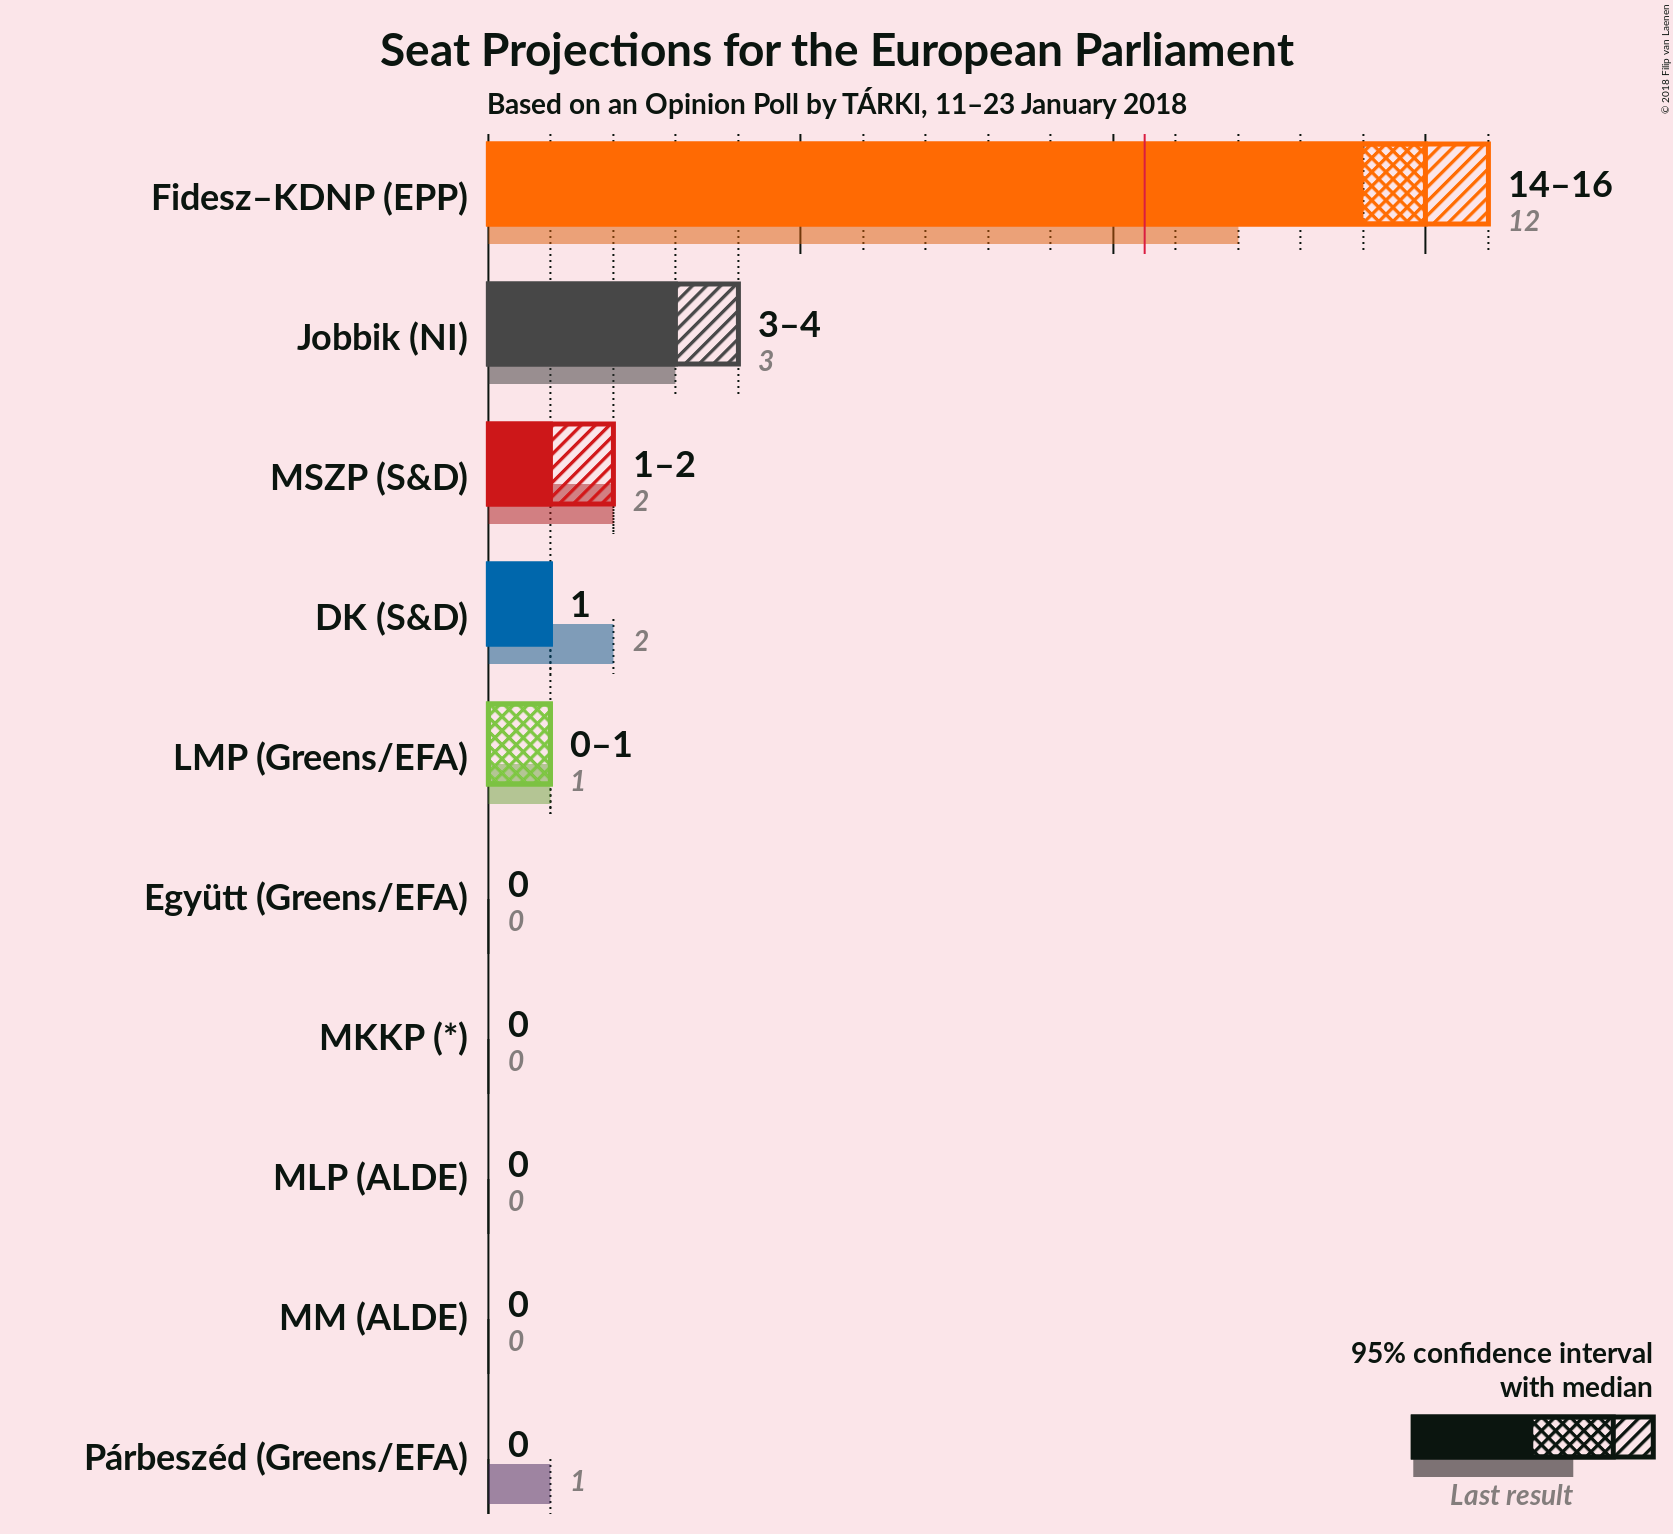 Seat Projections for the European Parliament
Based on an Opinion Poll by TÁRKI, 11–23 January 2018
© 2018 Filip van Laenen
Fidesz–KDNP (EPP)
14–16
12
Jobbik (NI)
3–4
3
MSZP (S&D)
1–2
2
DK (S&D)
1
2
LMP (Greens/EFA)
0–1
1
Együtt (Greens/EFA)
0
0
MKKP (*)
0
0
MLP (ALDE)
0
0
MM (ALDE)
0
0
Párbeszéd (Greens/EFA)
0
1
95% confidence interval
with median
Last result